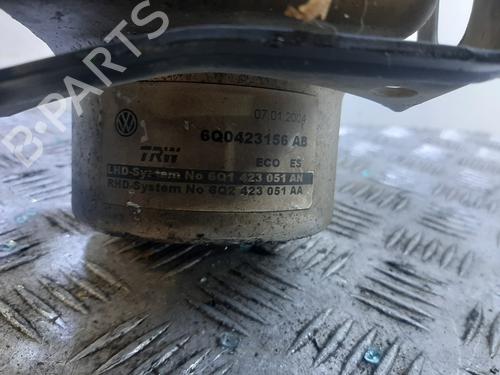 07.01.2004
6Q0423156 AB
TRW
ECO ES
LHD-System No 6Q1 423 051 AN
RHD-System No 6Q2 423 051 AA
B-PARTS